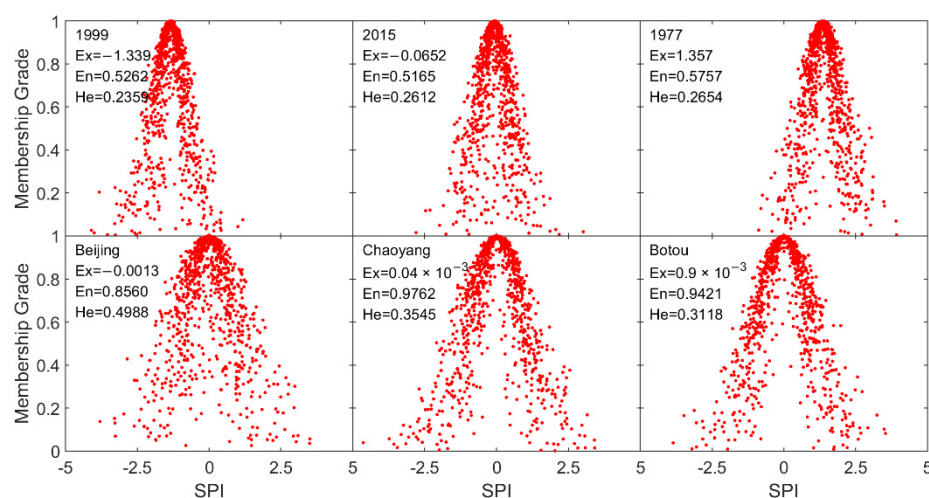 1999
Ex=−1.339
En=0.5262
He=0.2359
2015
Ex=−0.0652
En=0.5165
He=0.2612
1977
Ex=1.357
En=0.5757
He=0.2654
Membership Grade
1
0.8
0.6
0.4
0.2
1
Beijing
Ex=−0.0013
En=0.8560
He=0.4988
Chaoyang
Ex=0.04 × 10⁻³
En=0.9762
He=0.3545
Botou
Ex=0.9 × 10⁻³
En=0.9421
He=0.3118
Membership Grade
0.8
0.6
0.4
0.2
0
-5 -2.5 0 2.5 5 -2.5 0 2.5 5 -2.5 0 2.5 5
SPI SPI SPI